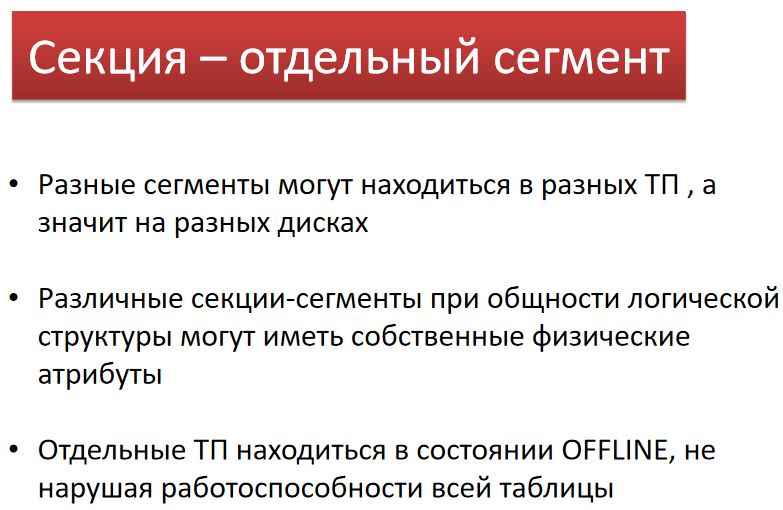 Секция – отдельный сегмент
• Разные сегменты могут находиться в разных ТП , а
значит на разных дисках
• Различные секции-сегменты при общности логической
структуры могут иметь собственные физические
атрибуты
• Отдельные ТП находиться в состоянии OFFLINE, не
нарушая работоспособности всей таблицы